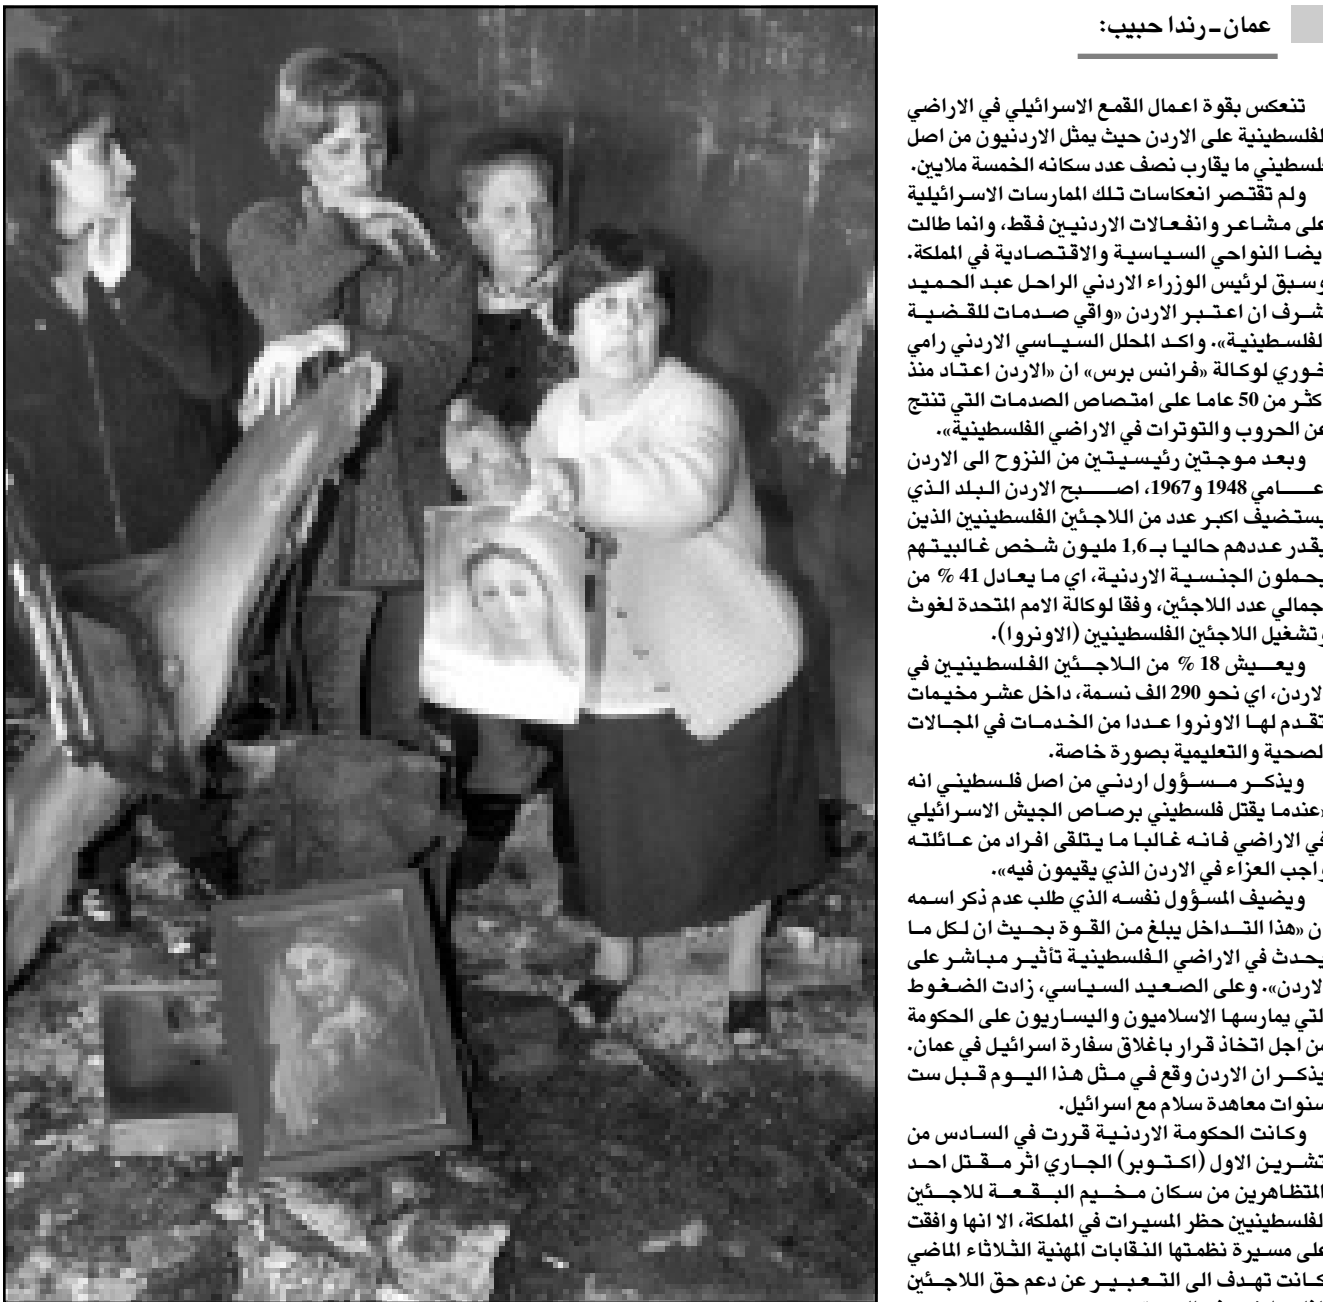 عمان ـ رندا حبيب:
تنعكس بقوة اعمال القمع الاسرائيلي في الاراضي
لفلسطينية على الاردن حيث يمثل الاردنيون من اصل
لسطيني ما يقارب نصف عدد سكانه الخمسة ملايين.
ولم تقتصر انعكاسات تلك الممارسات الاسرائيلية
على مشاعر وانفعالات الاردنيين فقط، وانما طالت
يضا النواحي السياسية والاقتصادية في المملكة.
وسبق لرئيس الوزراء الاردني الراحل عبد الحميد
شرف ان اعتبر الاردن «واقي صدمات للقضية
لفلسطينية». واكد المحلل السياسي الاردني رامي
خوري لوكالة «فرانس برس» ان «الاردن اعتاد منذ
كثر من 50 عاما على امتصاص الصدمات التي تنتج
عن الحروب والتوترات في الاراضي الفلسطينية».
وبعد موجتين رئيسيتين من النزوح الى الاردن
عامي 1948 و1967، اصبح الاردن البلد الذي
يستضيف اكبر عدد من اللاجئين الفلسطينيين الذين
يقدر عددهم حاليا بـ 1,6 مليون شخص غالبيتهم
يحملون الجنسية الاردنية، اي ما يعادل 41 % من
جمالي عدد اللاجئين، وفقا لوكالة الامم المتحدة لغوث
وتشغيل اللاجئين الفلسطينيين (الاونروا).
ويعيش 18 % من اللاجئين الفلسطينيين في
لاردن، اي نحو 290 الف نسمة، داخل عشر مخيمات
تقدم لها الاونروا عددا من الخدمات في المجالات
لصحية والتعليمية بصورة خاصة.
ويذكر مسؤول اردني من اصل فلسطيني انه
«عندما يقتل فلسطيني برصاص الجيش الاسرائيلي
في الاراضي فانه غالبا ما يتلقى افراد من عائلته
واجب العزاء في الاردن الذي يقيمون فيه».
ويضيف المسؤول نفسه الذي طلب عدم ذكر اسمه
ن «هذا التداخل يبلغ من القوة بحيث ان لكل ما
يحدث في الاراضي الفلسطينية تأثير مباشر على
لاردن». وعلى الصعيد السياسي، زادت الضغوط
لتي يمارسها الاسلاميون واليساريون على الحكومة
من اجل اتخاذ قرار باغلاق سفارة اسرائيل في عمان.
يذكر ان الاردن وقع في مثل هذا اليوم قبل ست
سنوات معاهدة سلام مع اسرائيل.
وكانت الحكومة الاردنية قررت في السادس من
تشرين الاول (اكتوبر) الجاري اثر مقتل احد
المتظاهرين من سكان مخيم البقعة للاجئين
لفلسطينيين حظر المسيرات في المملكة، الا انها وافقت
على مسيرة نظمتها النقابات المهنية الثلاثاء الماضي
كانت تهدف الى التعبير عن دعم حق اللاجئين